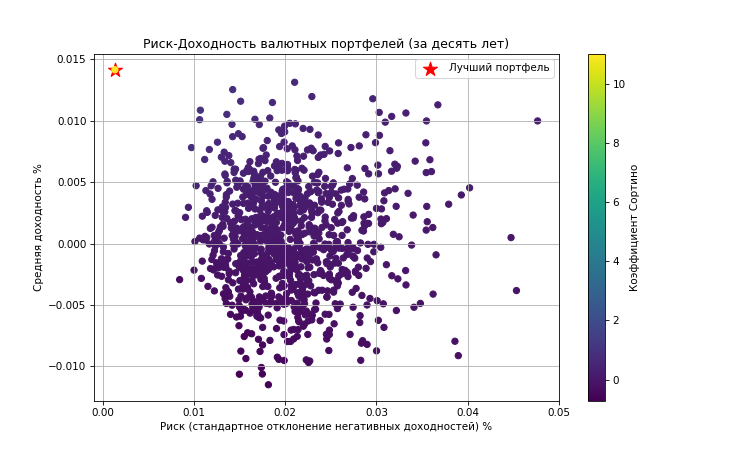 Риск-Доходность валютных портфелей (за десять лет)
Лучший портфель
0.015
0.010
0.005
0.000
−0.005
−0.010
Средняя доходность %
0.00 0.01 0.02 0.03 0.04 0.05
Риск (стандартное отклонение негативных доходностей) %
10
8
6
4
2
0
Коэффициент Сортино